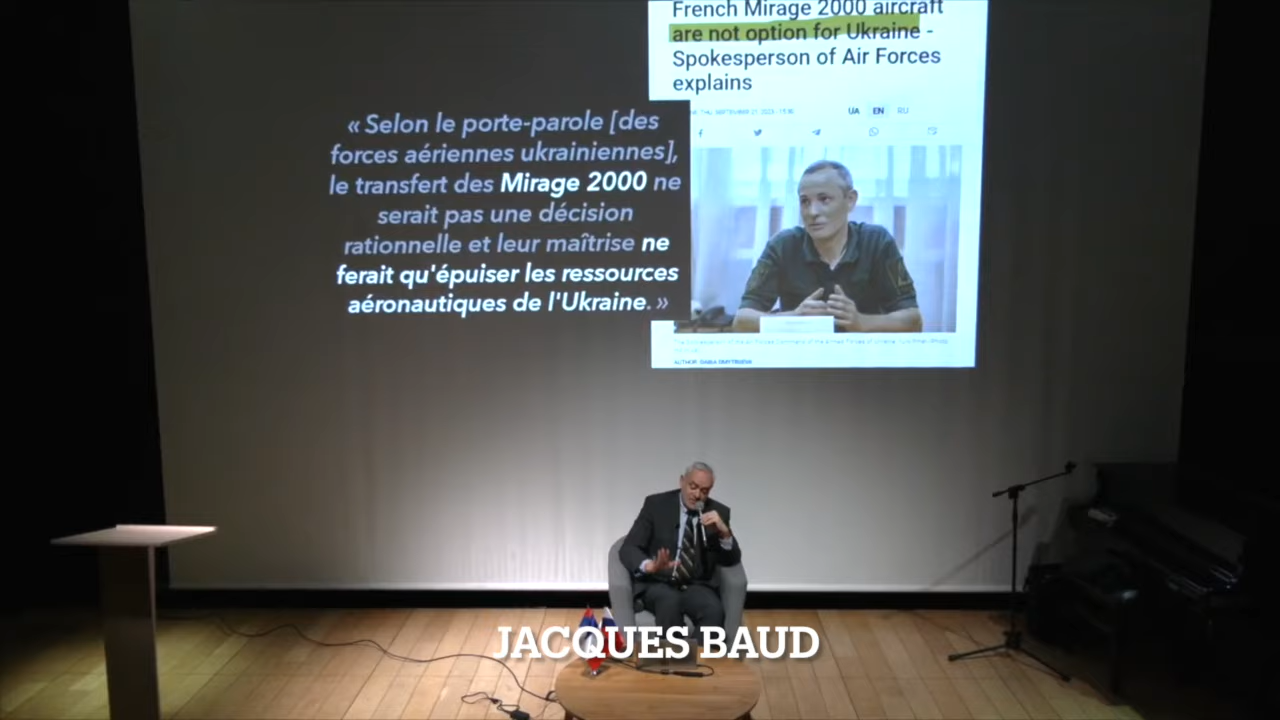 French Mirage 2000 aircraft
are not option for Ukraine -
Spokesperson of Air Forces
explains
UA EN RU
« Selon le porte-parole [des
forces aériennes ukrainiennes],
le transfert des Mirage 2000 ne
serait pas une décision
rationnelle et leur maîtrise ne
ferait qu'épuiser les ressources
aéronautiques de l'Ukraine. »
JACQUES BAUD